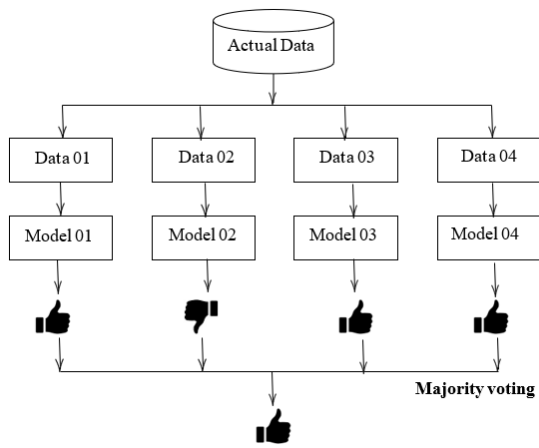 Actual Data
Data 01
Data 02
Data 03
Data 04
Model 01
Model 02
Model 03
Model 04
Majority voting